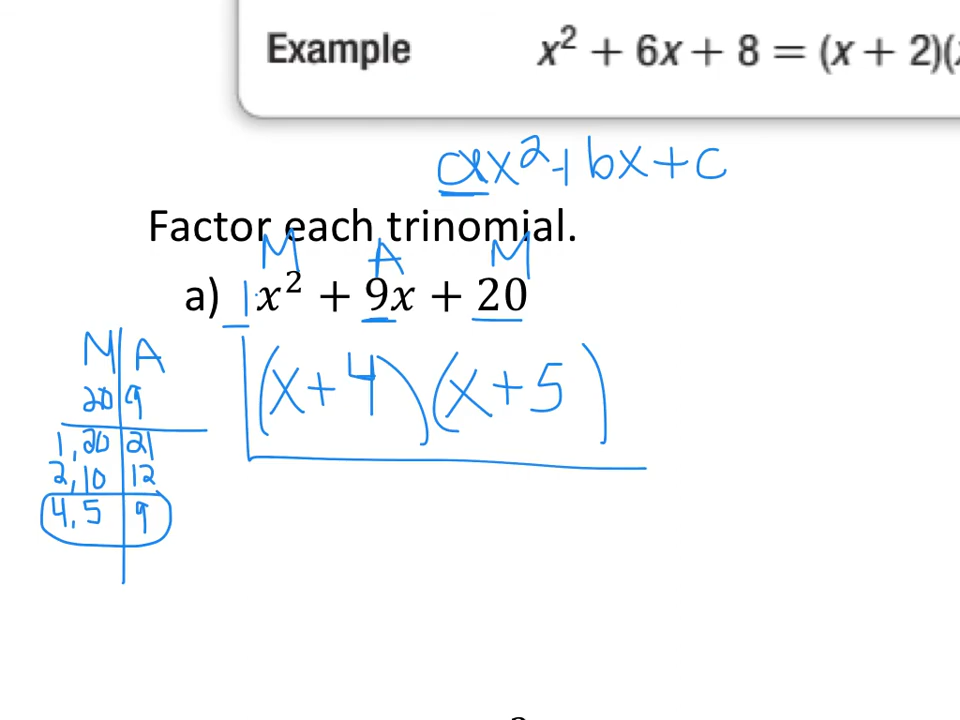 Example x² + 6x + 8 = (x + 2)(
ax² + bx + c
Factor each trinomial.
M A M
a) 1x² + 9x + 20
(x + 4)(x + 5)
M A
20 9
1, 20 21
2, 10 12
4, 5 9